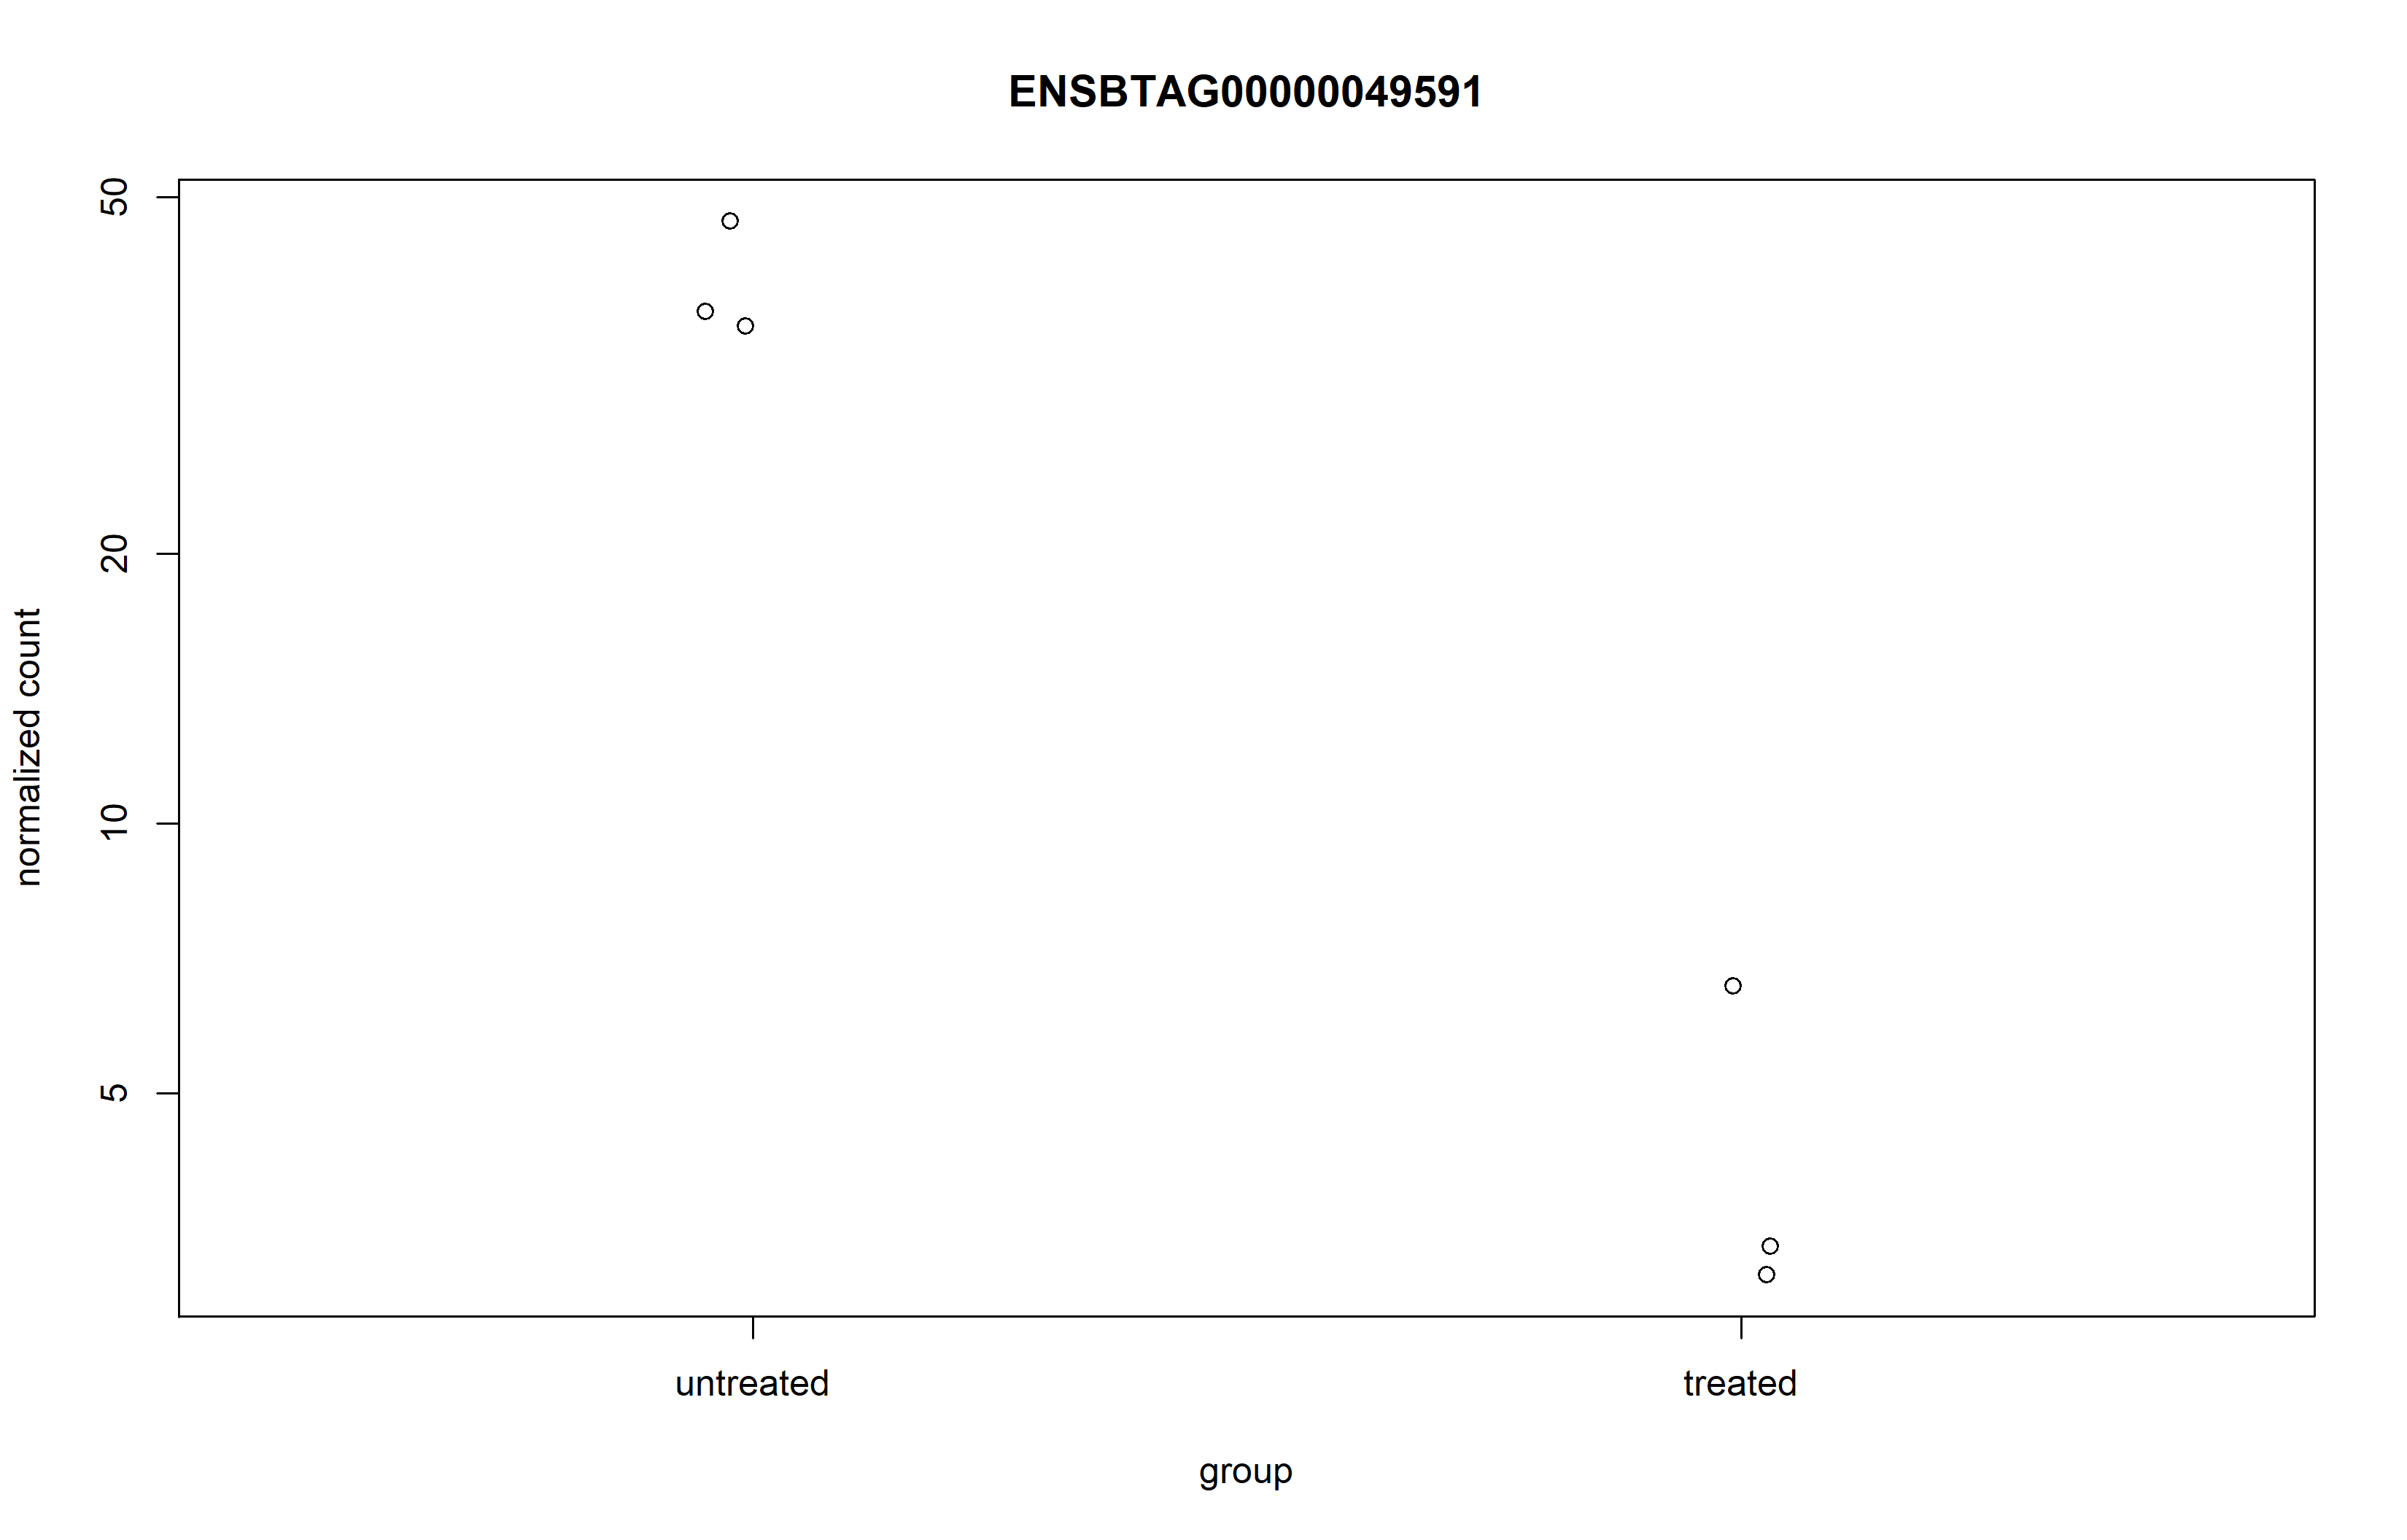 ENSBTAG00000049591
50
20
10
5
normalized count
untreated
treated
group